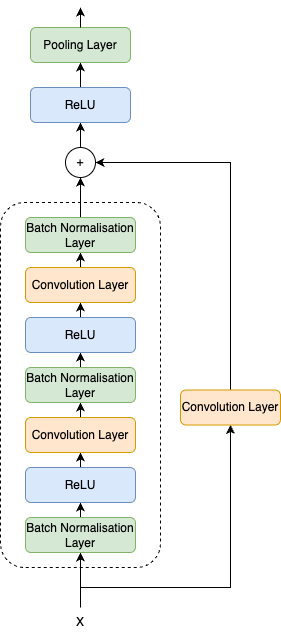 Pooling Layer
ReLU
+
Batch Normalisation
Layer
Convolution Layer
ReLU
Batch Normalisation
Layer
Convolution Layer
Convolution Layer
ReLU
Batch Normalisation
Layer
X